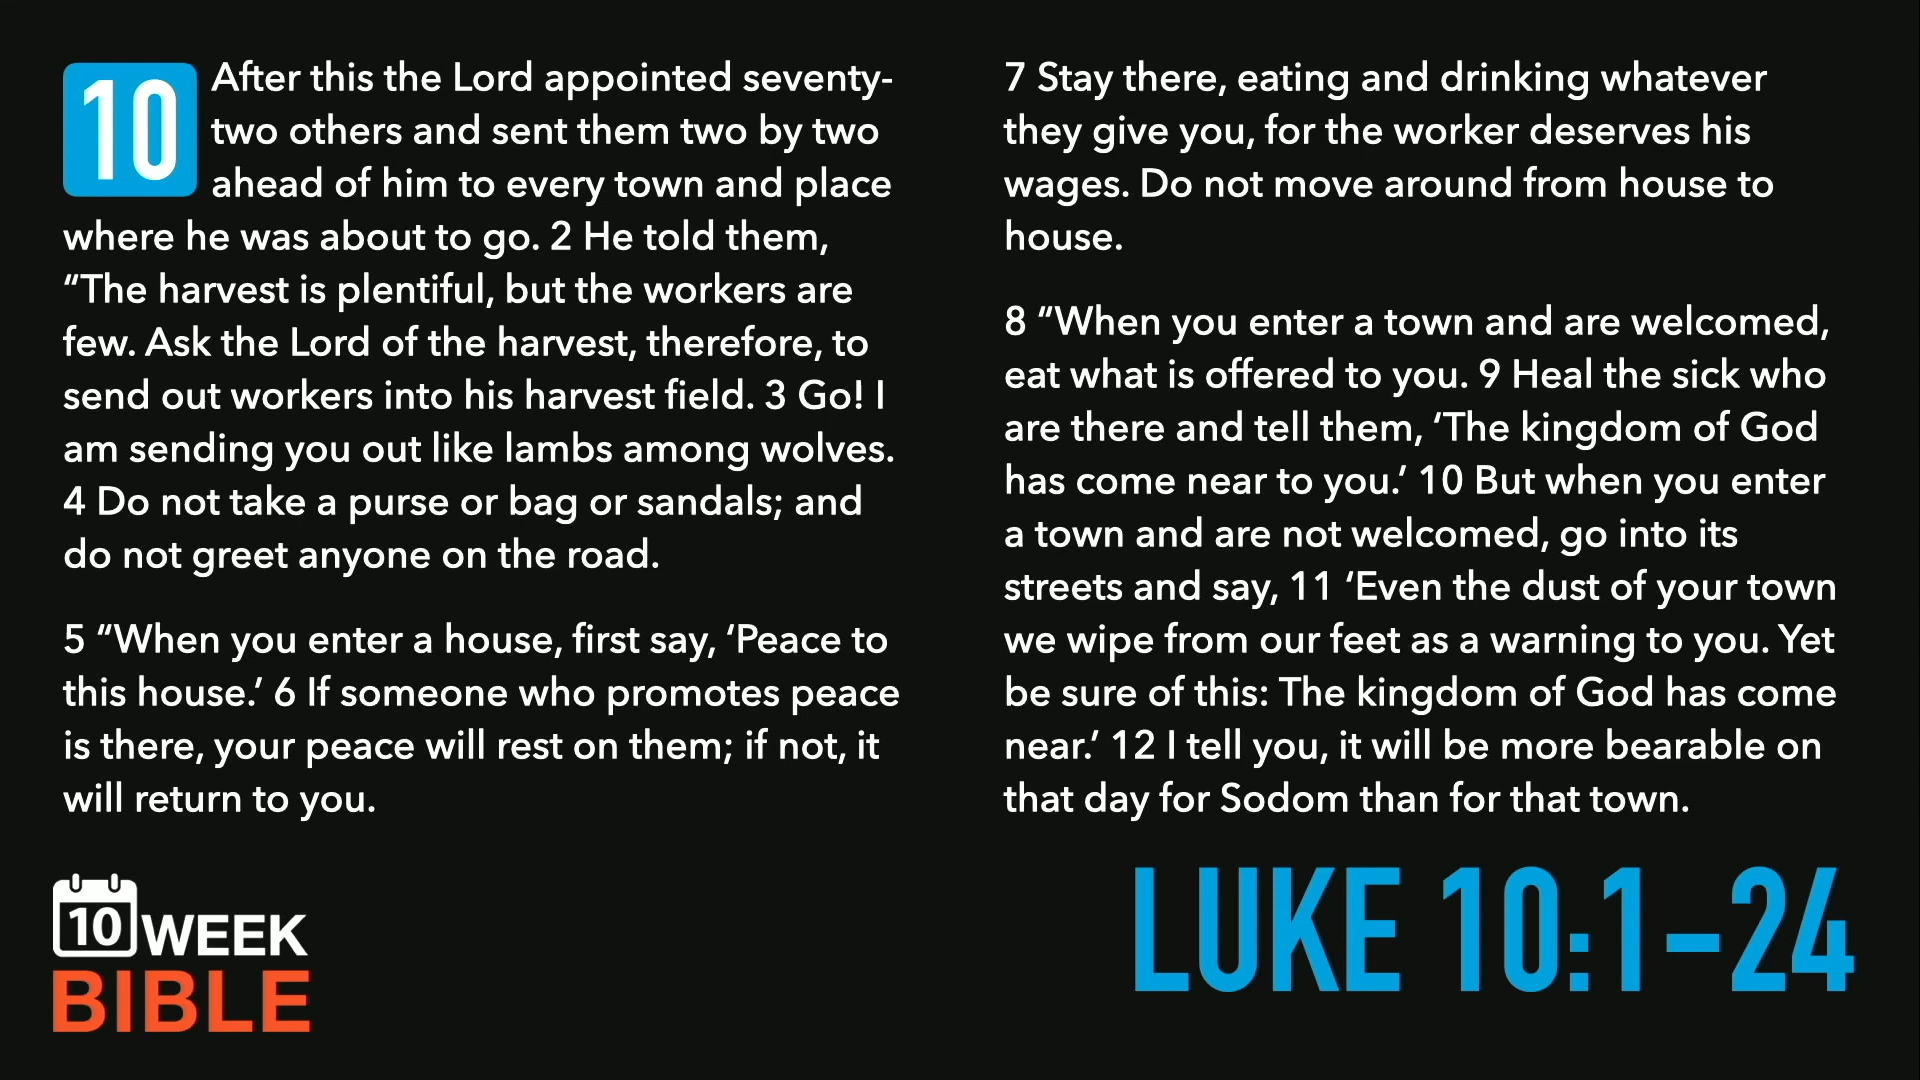 10 After this the Lord appointed seventy-
two others and sent them two by two
ahead of him to every town and place
where he was about to go. 2 He told them,
“The harvest is plentiful, but the workers are
few. Ask the Lord of the harvest, therefore, to
send out workers into his harvest field. 3 Go! I
am sending you out like lambs among wolves.
4 Do not take a purse or bag or sandals; and
do not greet anyone on the road.
5 “When you enter a house, first say, ‘Peace to
this house.’ 6 If someone who promotes peace
is there, your peace will rest on them; if not, it
will return to you.
7 Stay there, eating and drinking whatever
they give you, for the worker deserves his
wages. Do not move around from house to
house.
8 “When you enter a town and are welcomed,
eat what is offered to you. 9 Heal the sick who
are there and tell them, ‘The kingdom of God
has come near to you.’ 10 But when you enter
a town and are not welcomed, go into its
streets and say, 11 ‘Even the dust of your town
we wipe from our feet as a warning to you. Yet
be sure of this: The kingdom of God has come
near.’ 12 I tell you, it will be more bearable on
that day for Sodom than for that town.
10 WEEK
BIBLE
LUKE 10:1–24